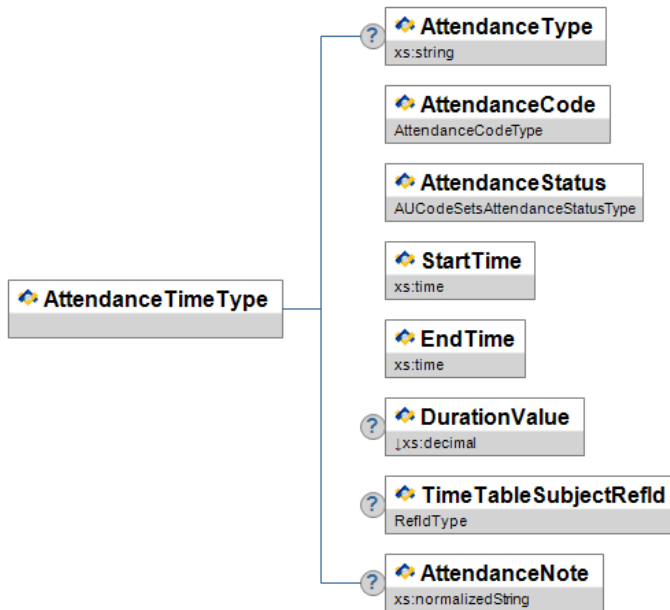 ?
AttendanceType
xs:string
AttendanceCode
AttendanceCodeType
AttendanceStatus
AUCodeSetsAttendanceStatusType
StartTime
xs:time
AttendanceTimeType
EndTime
xs:time
?
DurationValue
↓xs:decimal
?
TimeTableSubjectRefId
RefIdType
?
AttendanceNote
xs:normalizedString